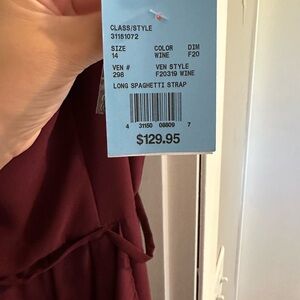 CLASS/STYLE
31151072
SIZE COLOR DIM
14 WINE F20
VEN # VEN STYLE
298 F20319 WINE
LONG SPAGHETTI STRAP
4 31150 08809 7
$129.95